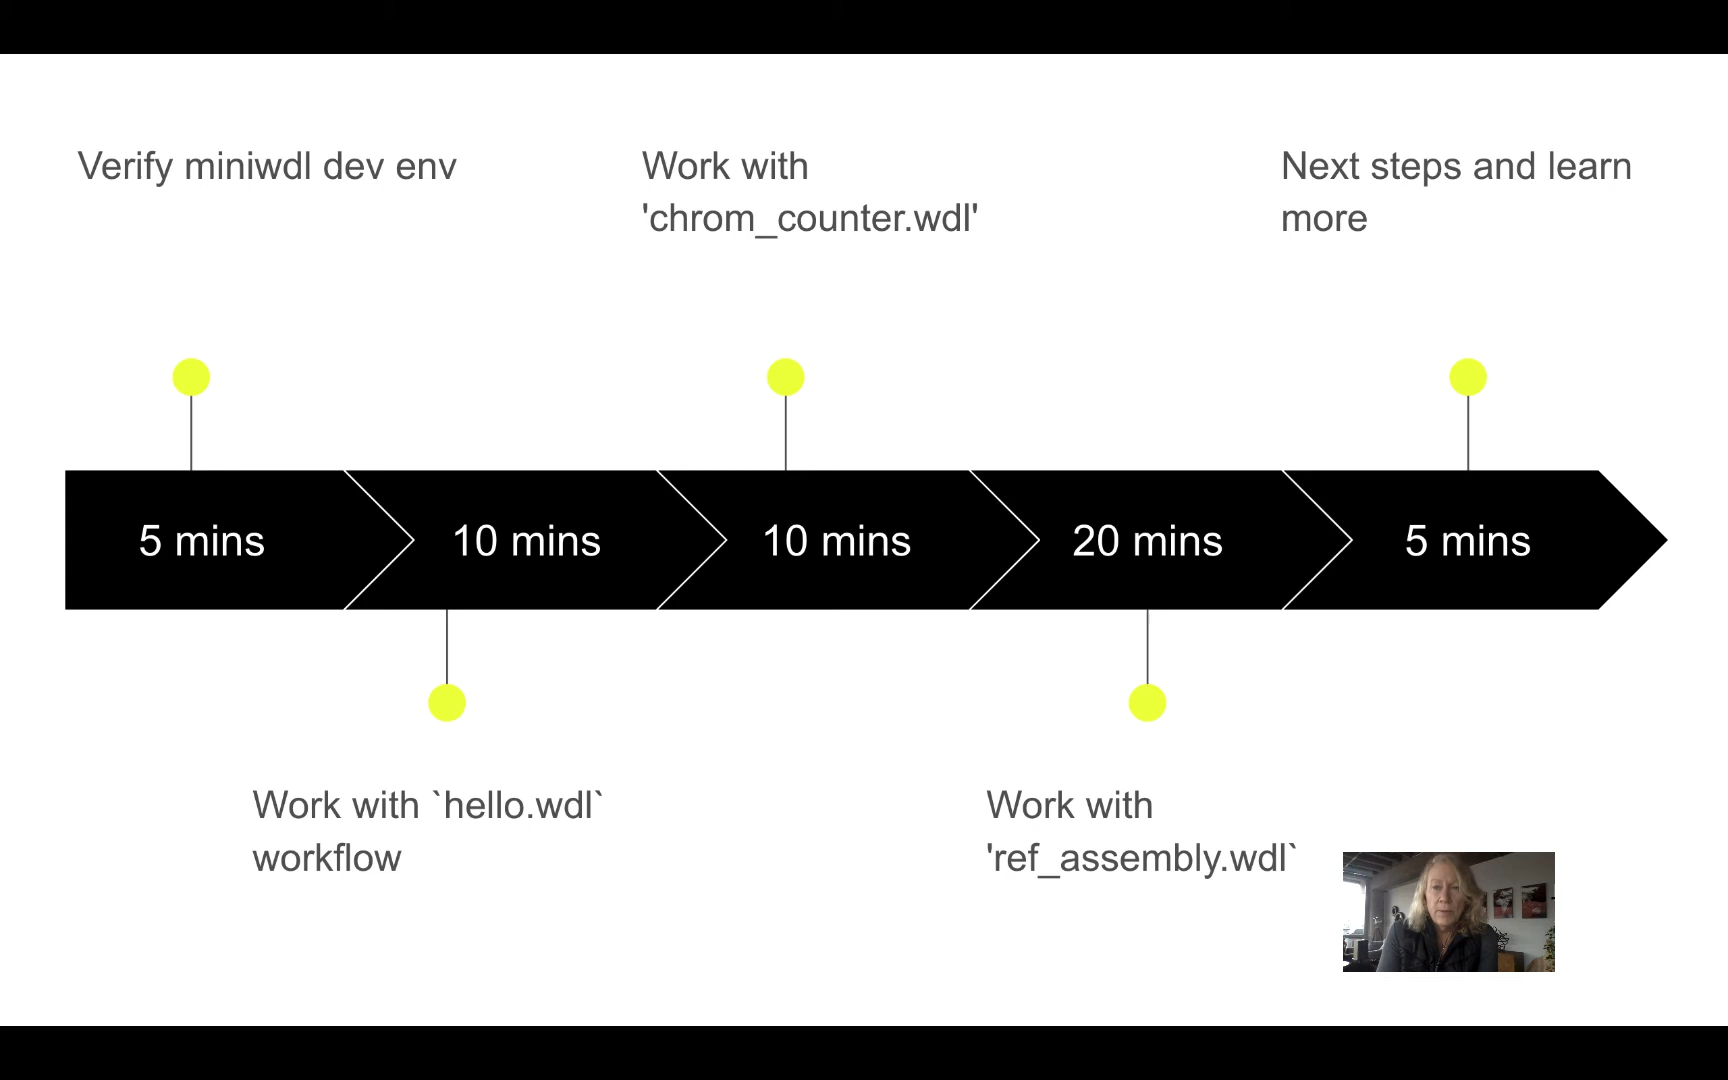 Verify miniwdl dev env
Work with
'chrom_counter.wdl'
Next steps and learn
more
5 mins
10 mins
10 mins
20 mins
5 mins
Work with `hello.wdl`
workflow
Work with
'ref_assembly.wdl`